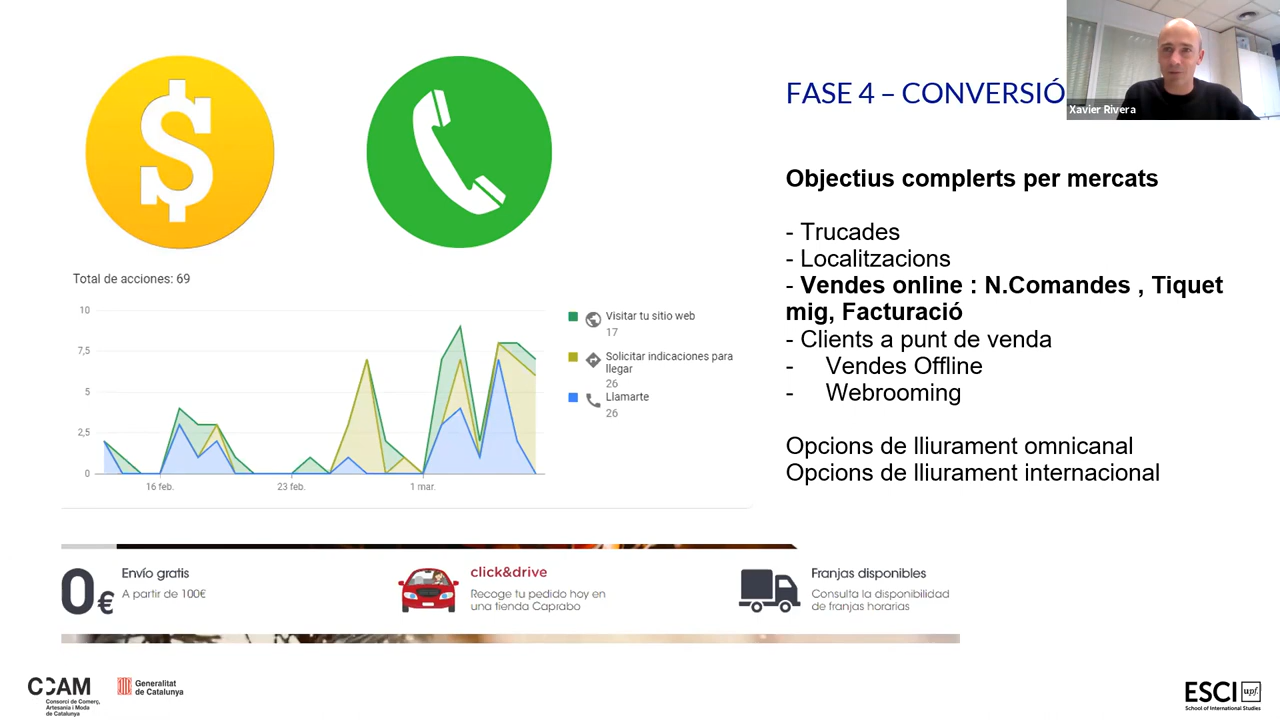 FASE 4 – CONVERSIÓ
Xavier Rivera
Objectius complerts per mercats
- Trucades
- Localitzacions
- Vendes online : N.Comandes , Tiquet
mig, Facturació
- Clients a punt de venda
- Vendes Offline
- Webrooming
Opcions de lliurament omnicanal
Opcions de lliurament internacional
$
Total de acciones: 69
10
7,5
5
2,5
0
16 feb.
23 feb.
1 mar.
Visitar tu sitio web
17
Solicitar indicaciones para
llegar
26
Llamarte
26
0€
Envío gratis
A partir de 100€
click&drive
Recoge tu pedido hoy en
una tienda Caprabo
Franjas disponibles
Consulta la disponibilidad
de franjas horarias
CCAM
Consorci de Comerç,
Artesania i Moda
de Catalunya
Generalitat
de Catalunya
ESCI upf.
School of International Studies